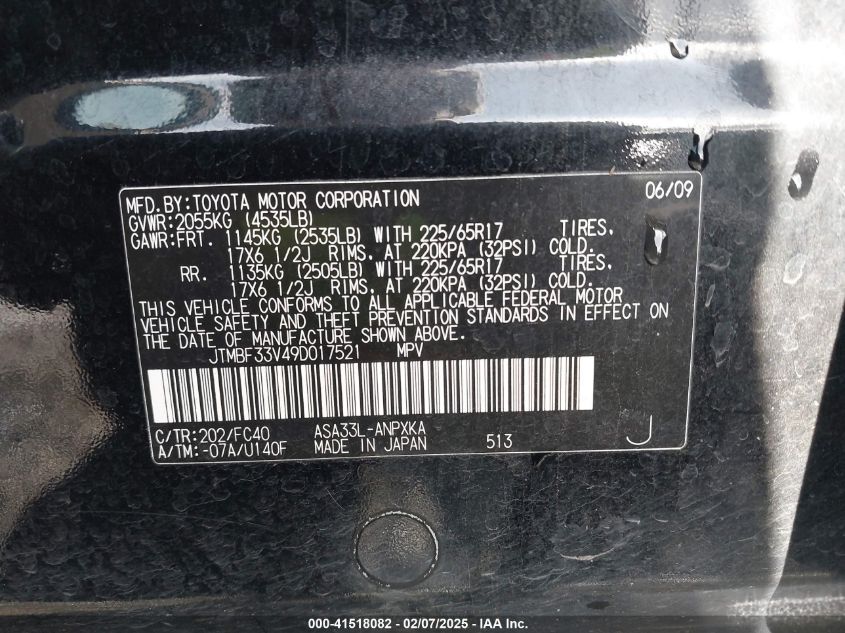 MFD.BY:TOYOTA MOTOR CORPORATION 06/09
GVWR:2055KG (4535LB)
GAWR:FRT. 1145KG (2535LB) WITH 225/65R17 TIRES.
17X6 1/2J RIMS. AT 220KPA (32PSI) COLD.
RR. 1135KG (2505LB) WITH 225/65R17 TIRES.
17X6 1/2J RIMS. AT 220KPA (32PSI) COLD.
THIS VEHICLE CONFORMS TO ALL APPLICABLE FEDERAL MOTOR
VEHICLE SAFETY AND THEFT PREVENTION STANDARDS IN EFFECT ON
THE DATE OF MANUFACTURE SHOWN ABOVE.
JTMBF33V49D017521 MPV
C/TR:202/FC40 ASA33L-ANPXKA
A/TM:-07A/U140F MADE IN JAPAN 513 J
000-41518082 - 02/07/2025 - IAA Inc.